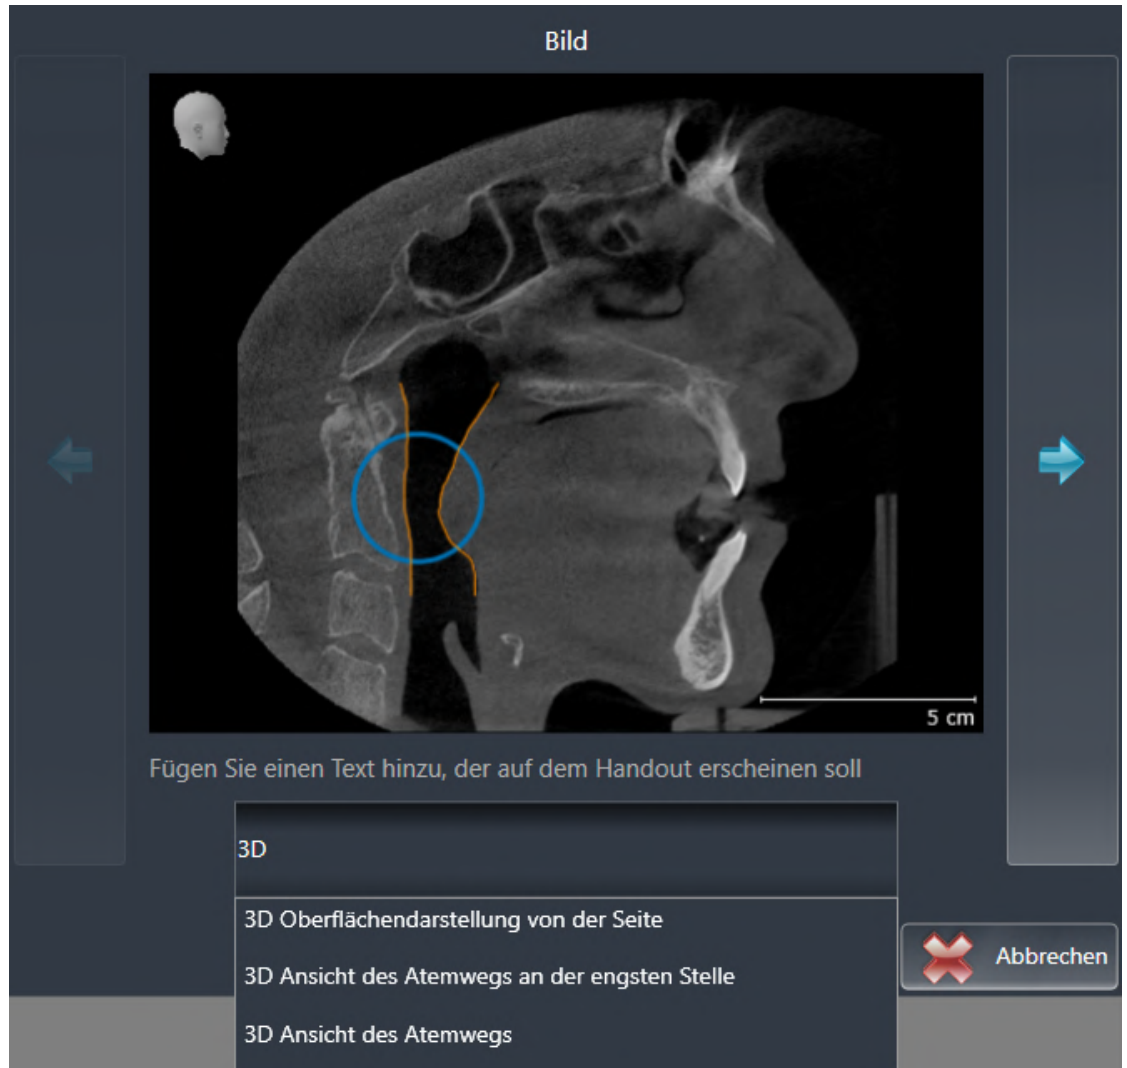 Bild
5 cm
Fügen Sie einen Text hinzu, der auf dem Handout erscheinen soll
3D
3D Oberflächendarstellung von der Seite
3D Ansicht des Atemwegs an der engsten Stelle
Abbrechen
3D Ansicht des Atemwegs